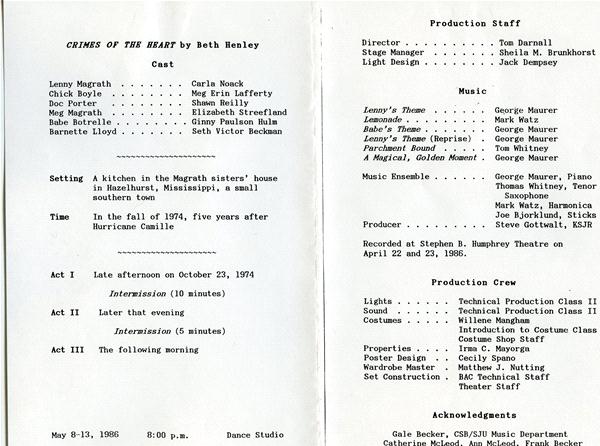 CRIMES OF THE HEART by Beth Henley
Cast
Lenny Magrath . . . . . . . Carla Noack
Chick Boyle . . . . . . . Meg Erin Lafferty
Doc Porter . . . . . . . . Shawn Reilly
Meg Magrath . . . . . . . . Elizabeth Streefland
Babe Botrelle . . . . . . . . Ginny Paulson Hulm
Barnette Lloyd . . . . . . . Seth Victor Beckman
~~~~~~~~~~~~~~~~~~~~~
Setting A kitchen in the Magrath sisters' house
in Hazelhurst, Mississippi, a small
southern town
Time In the fall of 1974, five years after
Hurricane Camille
~~~~~~~~~~~~~~~~~~~~~
Act I Late afternoon on October 23, 1974
Intermission (10 minutes)
Act II Later that evening
Intermission (5 minutes)
Act III The following morning
May 8-13, 1986 8:00 p.m. Dance Studio
Production Staff
Director . . . . . . . . . . Tom Darnall
Stage Manager . . . . . . . Sheila M. Brunkhorst
Light Design . . . . . . . . Jack Dempsey
Music
Lenny's Theme . . . . . . George Maurer
Lemonade . . . . . . . . . Mark Watz
Babe's Theme . . . . . . . George Maurer
Lenny's Theme (Reprise) . George Maurer
Parchment Bound . . . . . Tom Whitney
A Magical, Golden Moment . George Maurer
Music Ensemble . . . . . . George Maurer, Piano
Thomas Whitney, Tenor
Saxophone
Mark Watz, Harmonica
Joe Bjorklund, Sticks
Producer . . . . . . . . . Steve Gottwalt, KSJR
Recorded at Stephen B. Humphrey Theatre on
April 22 and 23, 1986.
Production Crew
Lights . . . . . . Technical Production Class II
Sound . . . . . . Technical Production Class II
Costumes . . . . . Willene Mangham
Introduction to Costume Class
Costume Shop Staff
Properties . . . . Irma C. Mayorga
Poster Design . . Cecily Spano
Wardrobe Master . Matthew J. Nutting
Set Construction . BAC Technical Staff
Theater Staff
Acknowledgments
Gale Becker, CSB/SJU Music Department
Catherine McLeod, Ann McLeod, Frank Becker